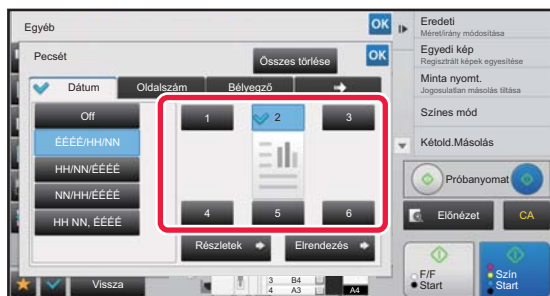 Egyéb
OK
Pecsét
Összes törlése
OK
Dátum
Oldalszám
Bélyegző
Off
ÉÉÉÉ/HH/NN
HH/NN/ÉÉÉÉ
NN/HH/ÉÉÉÉ
HH NN, ÉÉÉÉ
1
2
3
4
5
6
Részletek
Elrendezés
Vissza
3 B4
4 A3
A4
Eredeti
Méret/irány módosítása
Egyedi kép
Regisztrált képek egyesítése
Minta nyomt.
Jogosulatlan másolás tiltása
Színes mód
Kétold.Másolás
Próbanyomat
Előnézet
CA
F/F
Start
Szín
Start